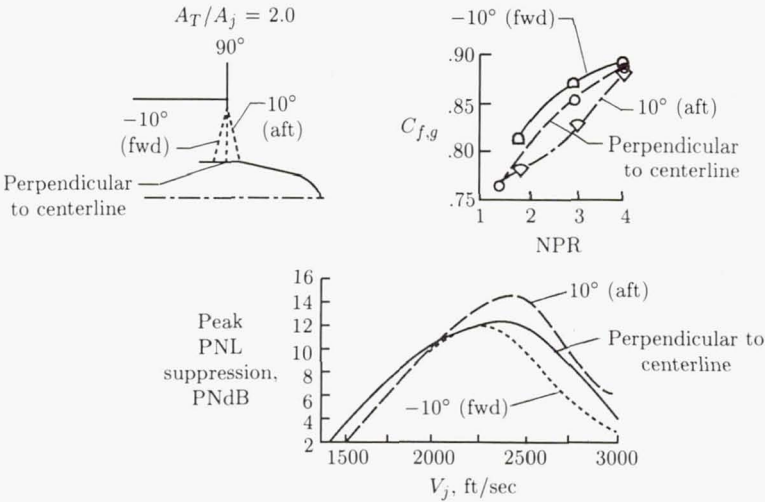 A_T/A_j = 2.0
90°
−10°
(fwd)
10°
(aft)
Perpendicular
to centerline
−10° (fwd)
.90
.85
.80
.75
C_f,g
10° (aft)
Perpendicular
to centerline
1 2 3 4
NPR
16
14
12
10
8
6
4
2
Peak
PNL
suppression,
PNdB
10° (aft)
Perpendicular to
centerline
−10° (fwd)
1500 2000 2500 3000
V_j, ft/sec